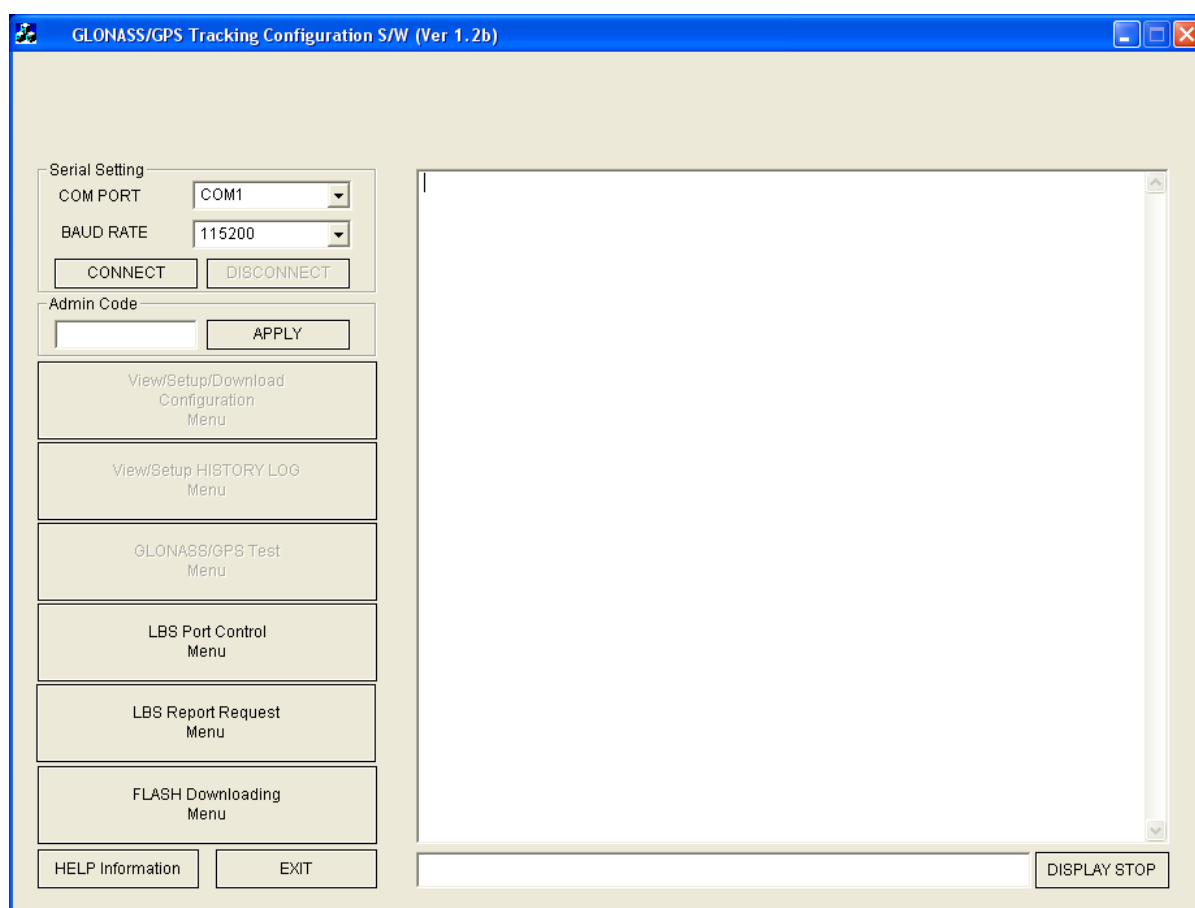 GLONASS/GPS Tracking Configuration S/W (Ver 1.2b)
Serial Setting
COM PORT COM1
BAUD RATE 115200
CONNECT DISCONNECT
Admin Code
APPLY
View/Setup/Download
Configuration
Menu
View/Setup HISTORY LOG
Menu
GLONASS/GPS Test
Menu
LBS Port Control
Menu
LBS Report Request
Menu
FLASH Downloading
Menu
HELP Information EXIT
DISPLAY STOP